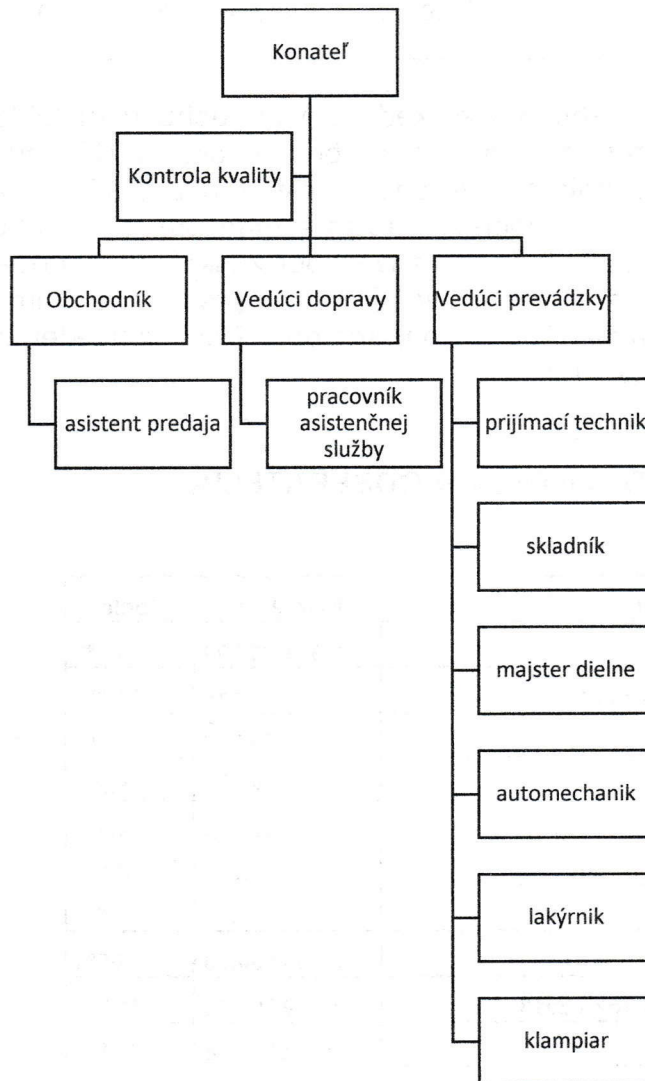 Konateľ
Kontrola kvality
Obchodník
Vedúci dopravy
Vedúci prevádzky
asistent predaja
pracovník
asistenčnej
služby
prijímací technik
skladník
majster dielne
automechanik
lakýrnik
klampiar